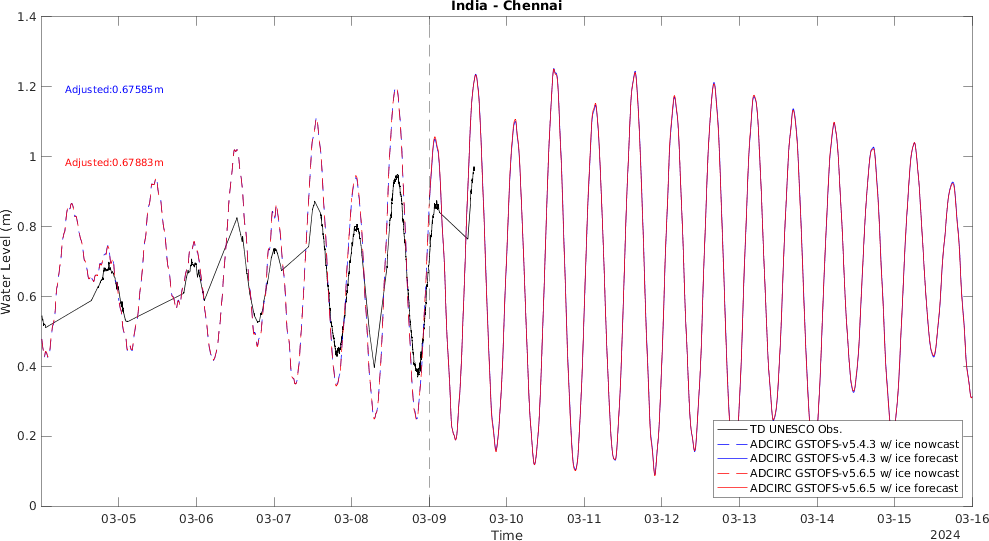 India - Chennai
1.4
1.2
1
0.8
0.6
0.4
0.2
0
Water Level (m)
Adjusted:0.67585m
Adjusted:0.67883m
TD UNESCO Obs.
ADCIRC GSTOFS-v5.4.3 w/ ice nowcast
ADCIRC GSTOFS-v5.4.3 w/ ice forecast
ADCIRC GSTOFS-v5.6.5 w/ ice nowcast
ADCIRC GSTOFS-v5.6.5 w/ ice forecast
03-05 03-06 03-07 03-08 03-09 03-10 03-11 03-12 03-13 03-14 03-15 03-16
Time
2024